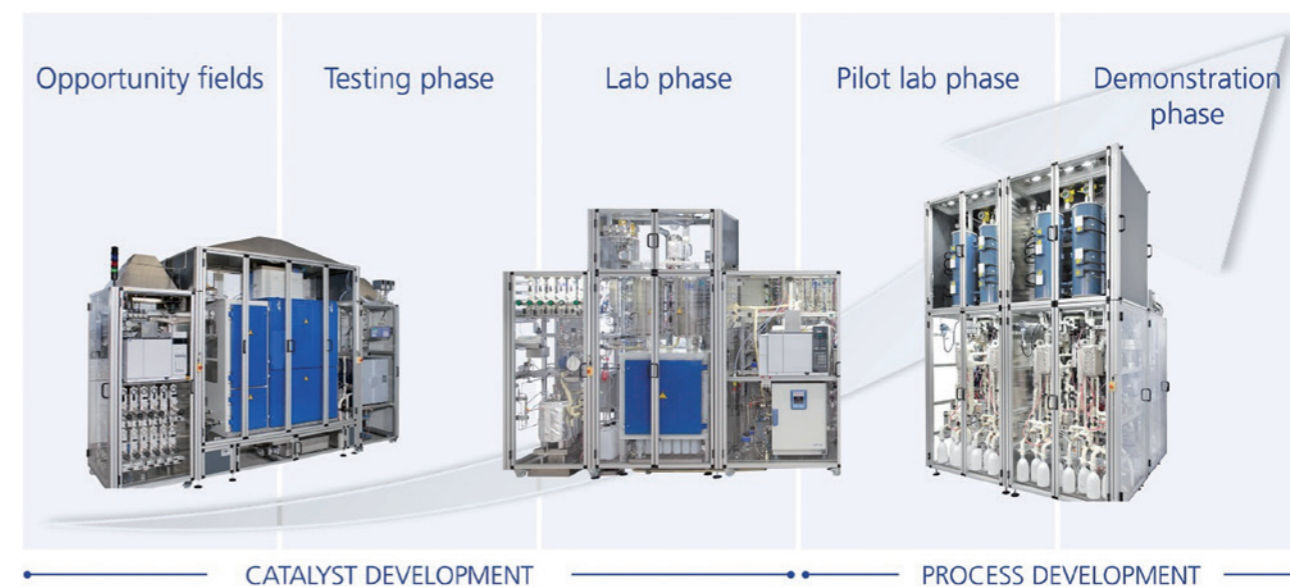 Opportunity fields
Testing phase
Lab phase
Pilot lab phase
Demonstration
phase
CATALYST DEVELOPMENT
PROCESS DEVELOPMENT